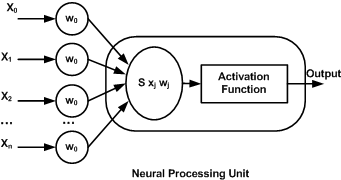 X0
w0
X1
w0
X2
w0
... ...
Xn
w0
S xj wj
Activation
Function
Output
Neural Processing Unit